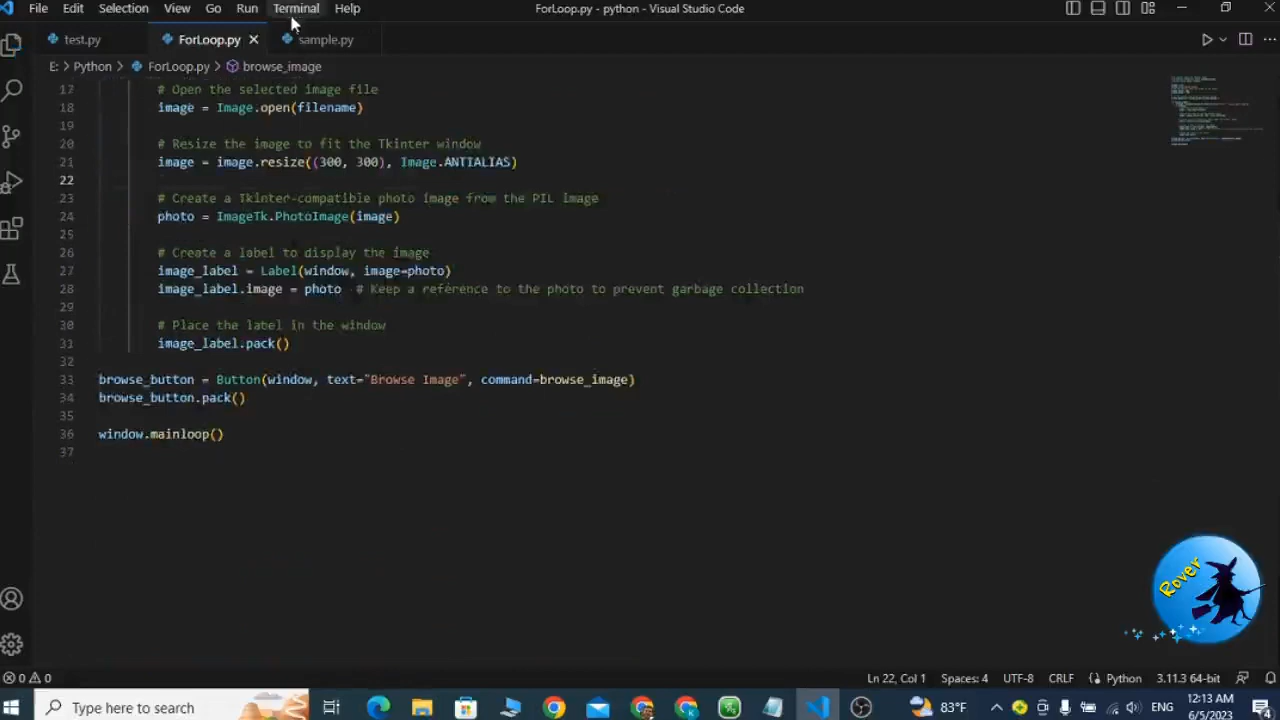 File Edit Selection View Go Run Terminal Help ForLoop.py - python - Visual Studio Code
test.py ForLoop.py sample.py
E: > Python > ForLoop.py > browse_image
17 # Open the selected image file
18 image = Image.open(filename)
19
20 # Resize the image to fit the Tkinter window
21 image = image.resize((300, 300), Image.ANTIALIAS)
22
23 # Create a Tkinter-compatible photo image from the PIL image
24 photo = ImageTk.PhotoImage(image)
25
26 # Create a label to display the image
27 image_label = Label(window, image=photo)
28 image_label.image = photo # Keep a reference to the photo to prevent garbage collection
29
30 # Place the label in the window
31 image_label.pack()
32
33 browse_button = Button(window, text="Browse Image", command=browse_image)
34 browse_button.pack()
35
36 window.mainloop()
37
Rover
0 0 Ln 22, Col 1 Spaces: 4 UTF-8 CRLF Python 3.11.3 64-bit
Type here to search 83°F ENG 12:13 AM
6/5/2023 4